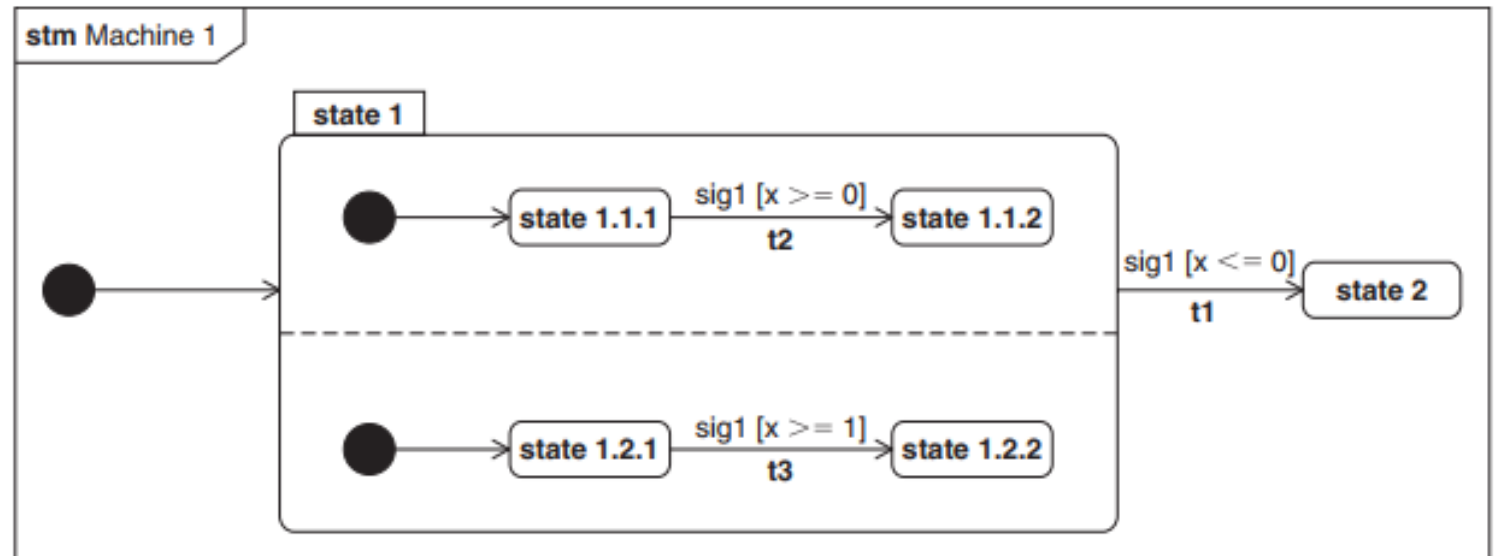 stm Machine 1
state 1
sig1 [x >= 0]
state 1.1.1
state 1.1.2
t2
sig1 [x <= 0]
state 2
t1
sig1 [x >= 1]
state 1.2.1
state 1.2.2
t3